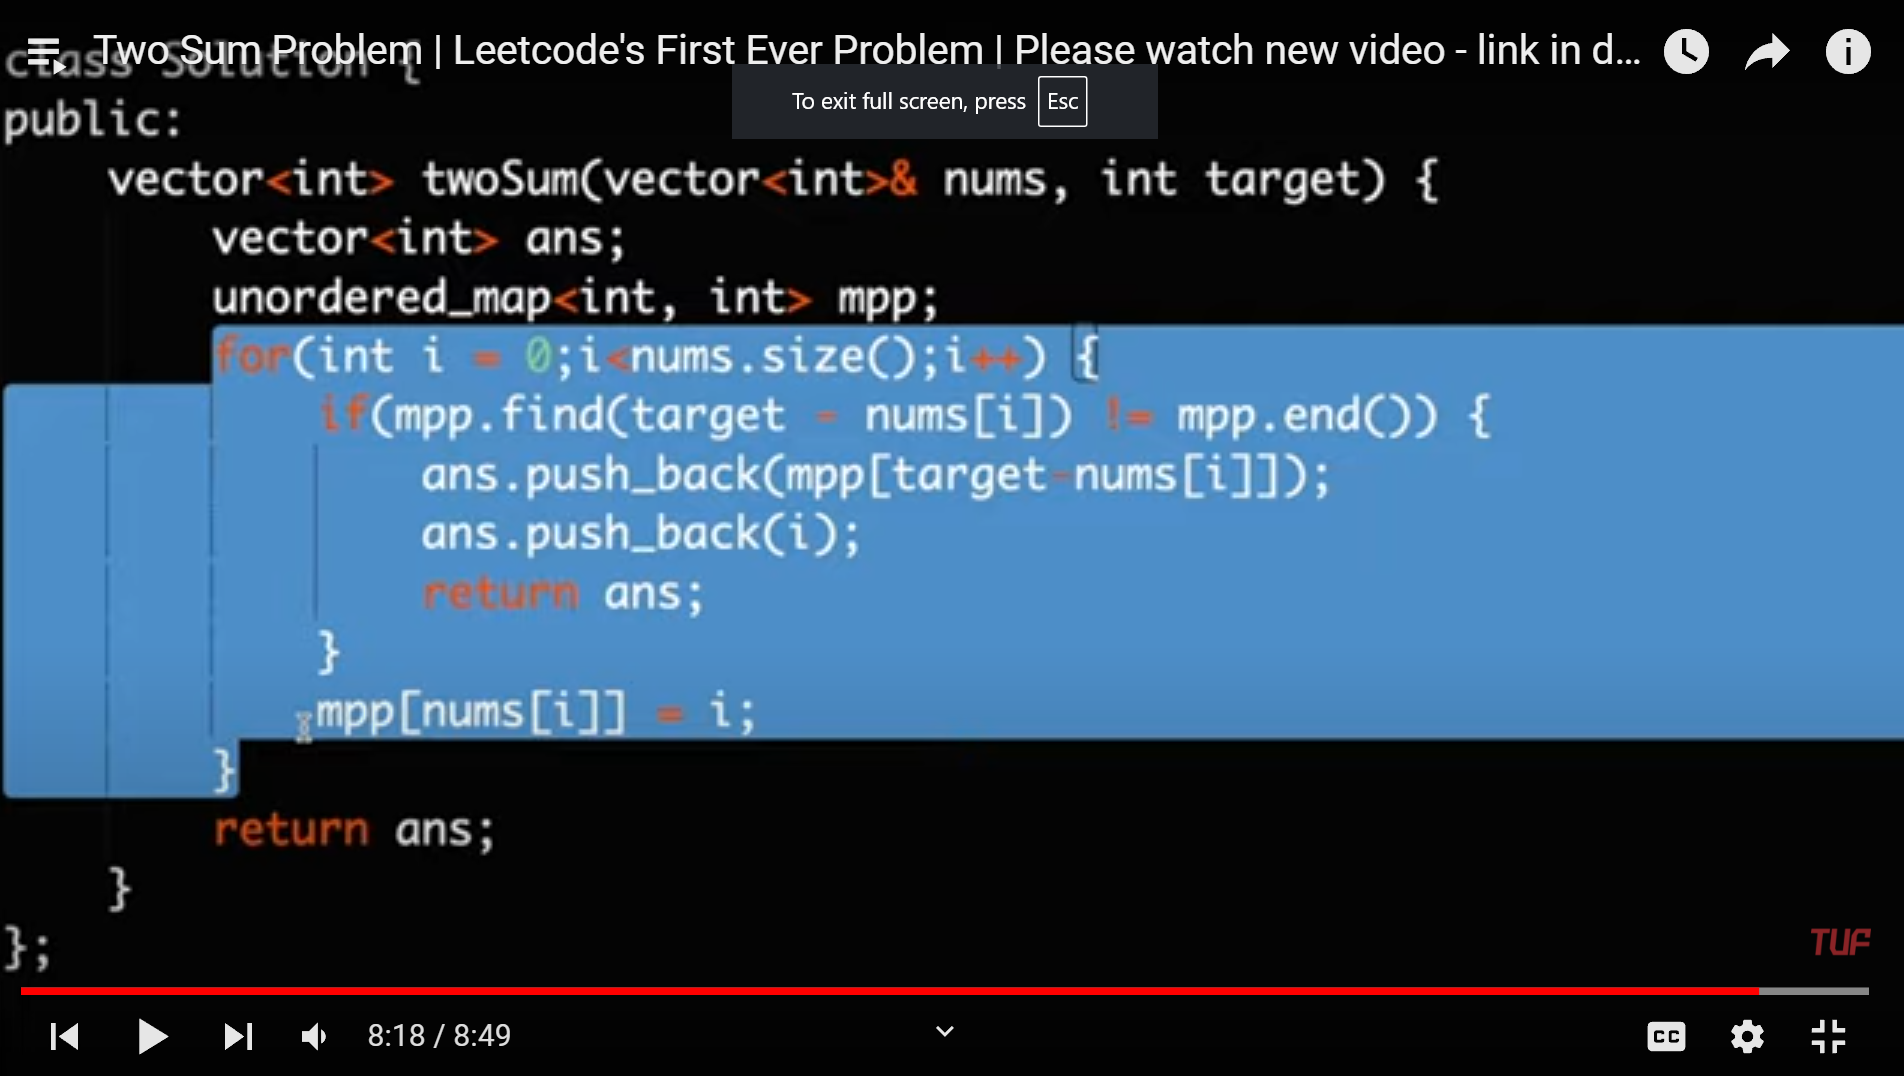 Two Sum Problem | Leetcode's First Ever Problem | Please watch new video - link in d...
class Solution {
To exit full screen, press Esc
public:
vector<int> twoSum(vector<int>& nums, int target) {
vector<int> ans;
unordered_map<int, int> mpp;
for(int i = 0;i<nums.size();i++) {
if(mpp.find(target - nums[i]) != mpp.end()) {
ans.push_back(mpp[target-nums[i]]);
ans.push_back(i);
return ans;
}
mpp[nums[i]] = i;
}
return ans;
}
};
TUF
8:18 / 8:49
CC